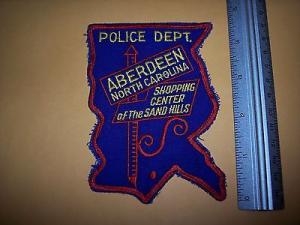 POLICE DEPT.
ABERDEEN
NORTH CAROLINA
SHOPPING
CENTER
of The SAND HILLS